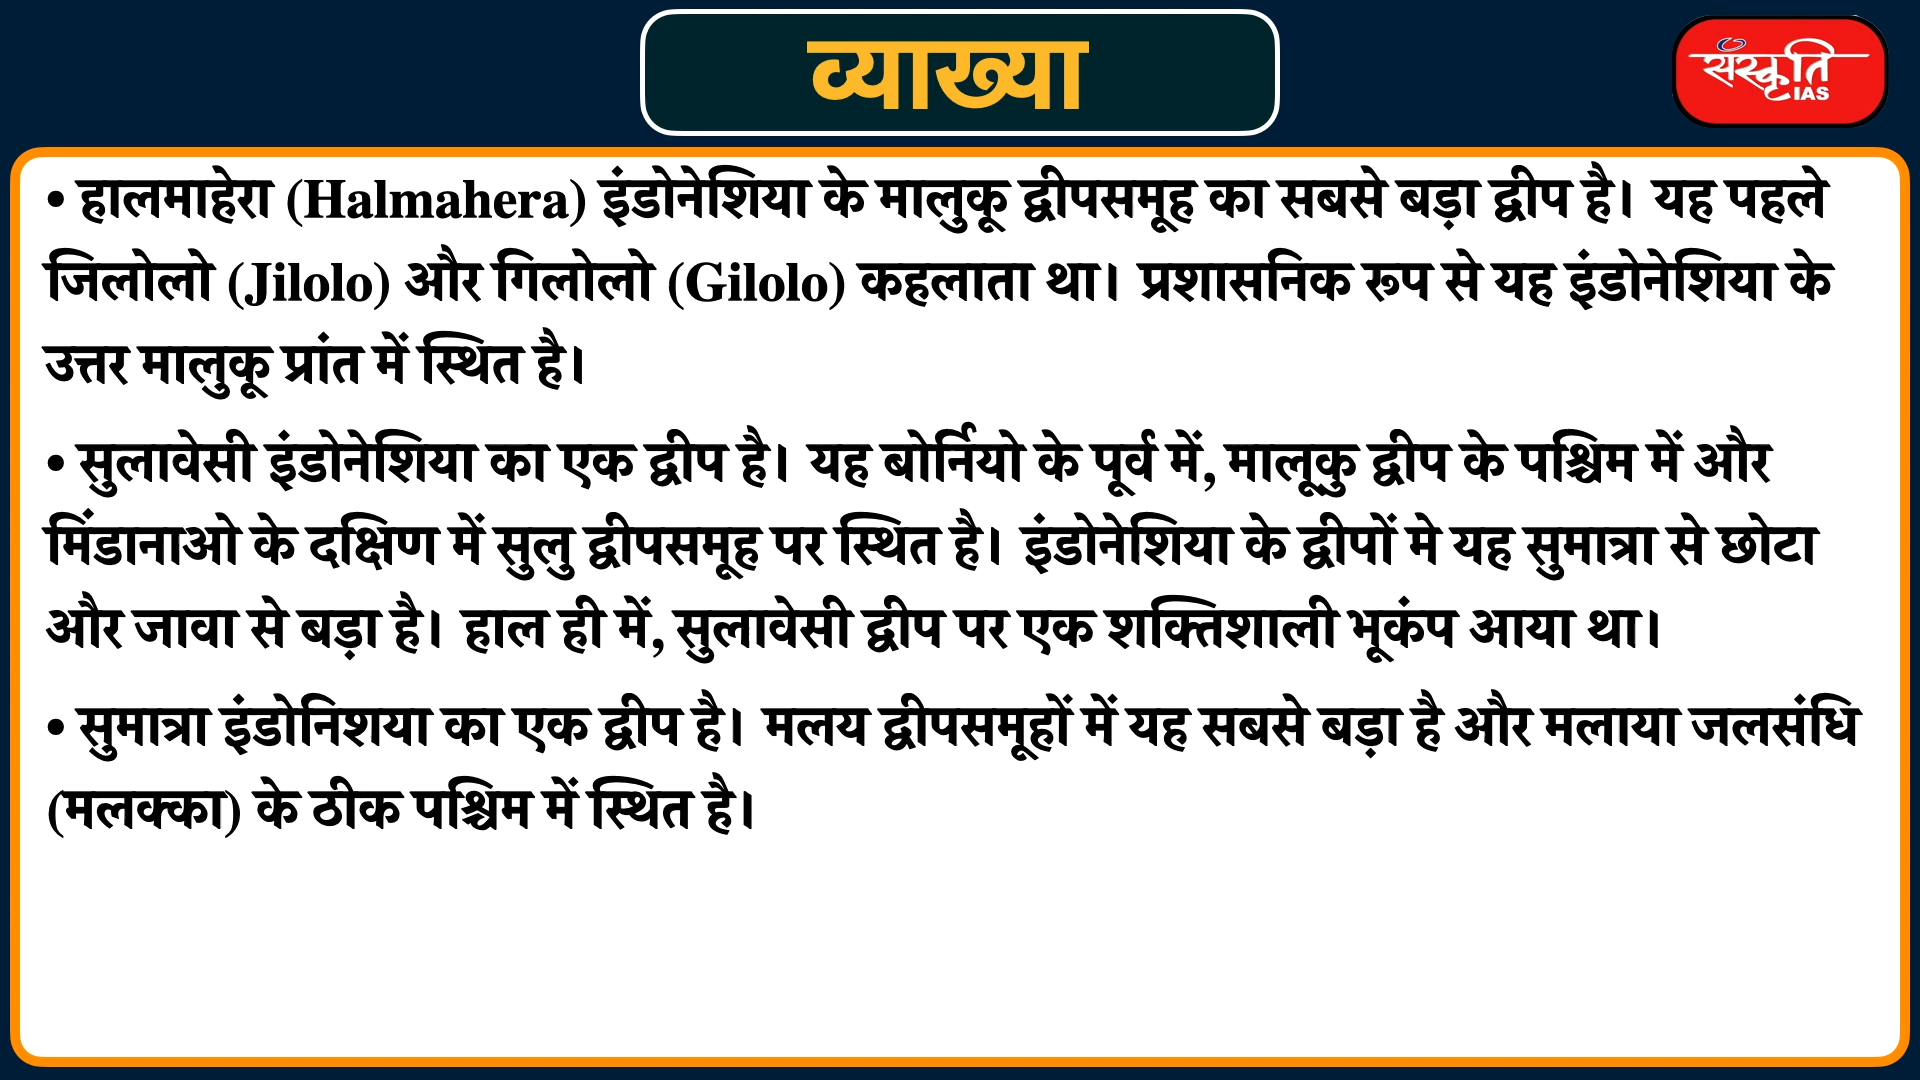 व्याख्या
संस्कृति
IAS
• हालमाहेरा (Halmahera) इंडोनेशिया के मालुकू द्वीपसमूह का सबसे बड़ा द्वीप है। यह पहले
जिलोलो (Jilolo) और गिलोलो (Gilolo) कहलाता था। प्रशासनिक रूप से यह इंडोनेशिया के
उत्तर मालुकू प्रांत में स्थित है।
• सुलावेसी इंडोनेशिया का एक द्वीप है। यह बोर्नियो के पूर्व में, मालूकु द्वीप के पश्चिम में और
मिंडानाओ के दक्षिण में सुलु द्वीपसमूह पर स्थित है। इंडोनेशिया के द्वीपों मे यह सुमात्रा से छोटा
और जावा से बड़ा है। हाल ही में, सुलावेसी द्वीप पर एक शक्तिशाली भूकंप आया था।
• सुमात्रा इंडोनिशया का एक द्वीप है। मलय द्वीपसमूहों में यह सबसे बड़ा है और मलाया जलसंधि
(मलक्का) के ठीक पश्चिम में स्थित है।